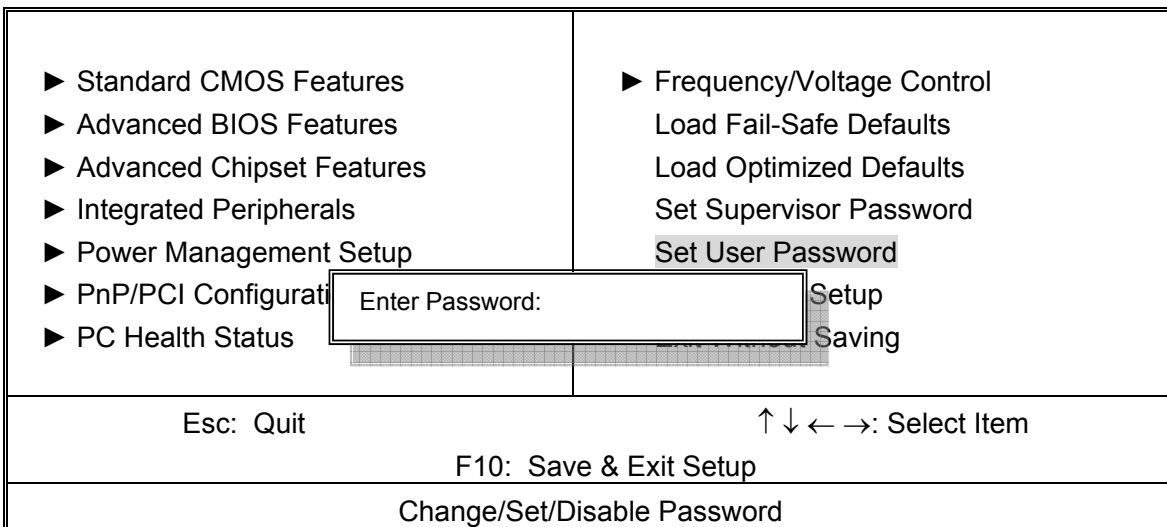 ► Standard CMOS Features
► Advanced BIOS Features
► Advanced Chipset Features
► Integrated Peripherals
► Power Management Setup
► PnP/PCI Configurati
► PC Health Status
► Frequency/Voltage Control
Load Fail-Safe Defaults
Load Optimized Defaults
Set Supervisor Password
Set User Password
Setup
Exit Without Saving
Enter Password:
Esc: Quit
↑ ↓ ← →: Select Item
F10: Save & Exit Setup
Change/Set/Disable Password